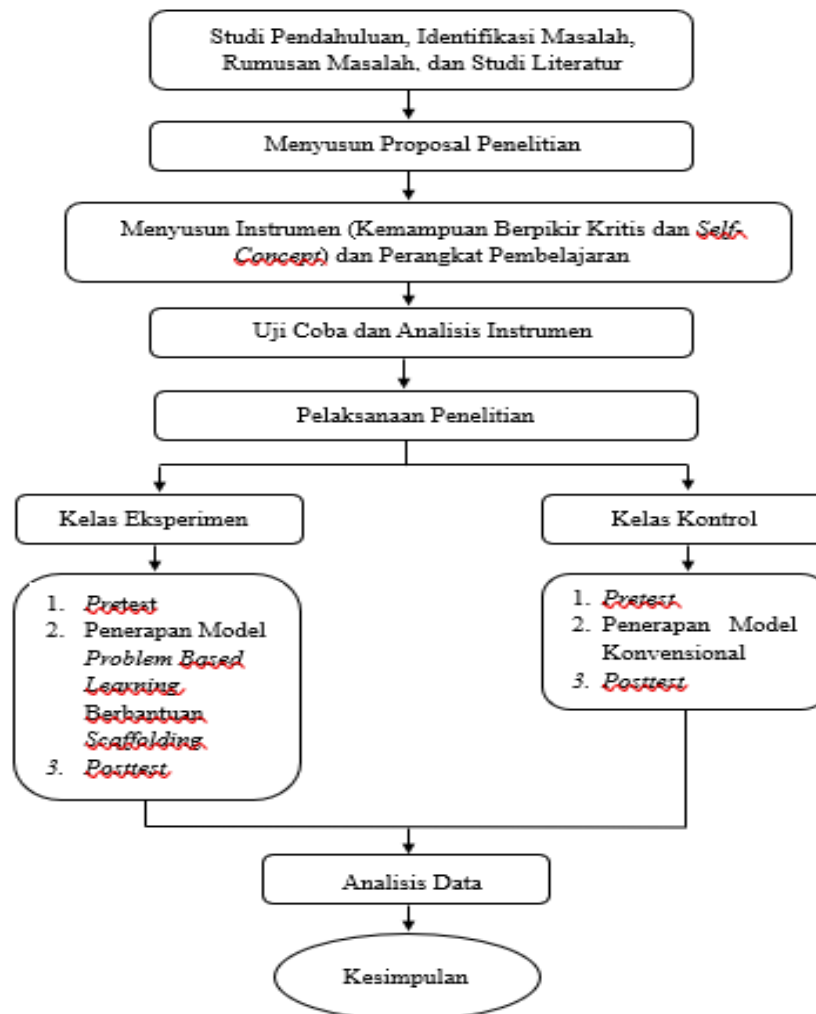 Studi Pendahuluan, Identifikasi Masalah,
Rumusan Masalah, dan Studi Literatur
Menyusun Proposal Penelitian
Menyusun Instrumen (Kemampuan Berpikir Kritis dan Self-
Concept) dan Perangkat Pembelajaran
Uji Coba dan Analisis Instrumen
Pelaksanaan Penelitian
Kelas Eksperimen
1. Pretest
2. Penerapan Model
Problem Based
Learning
Berbantuan
Scaffolding
3. Posttest
Kelas Kontrol
1. Pretest
2. Penerapan Model
Konvensional
3. Posttest
Analisis Data
Kesimpulan